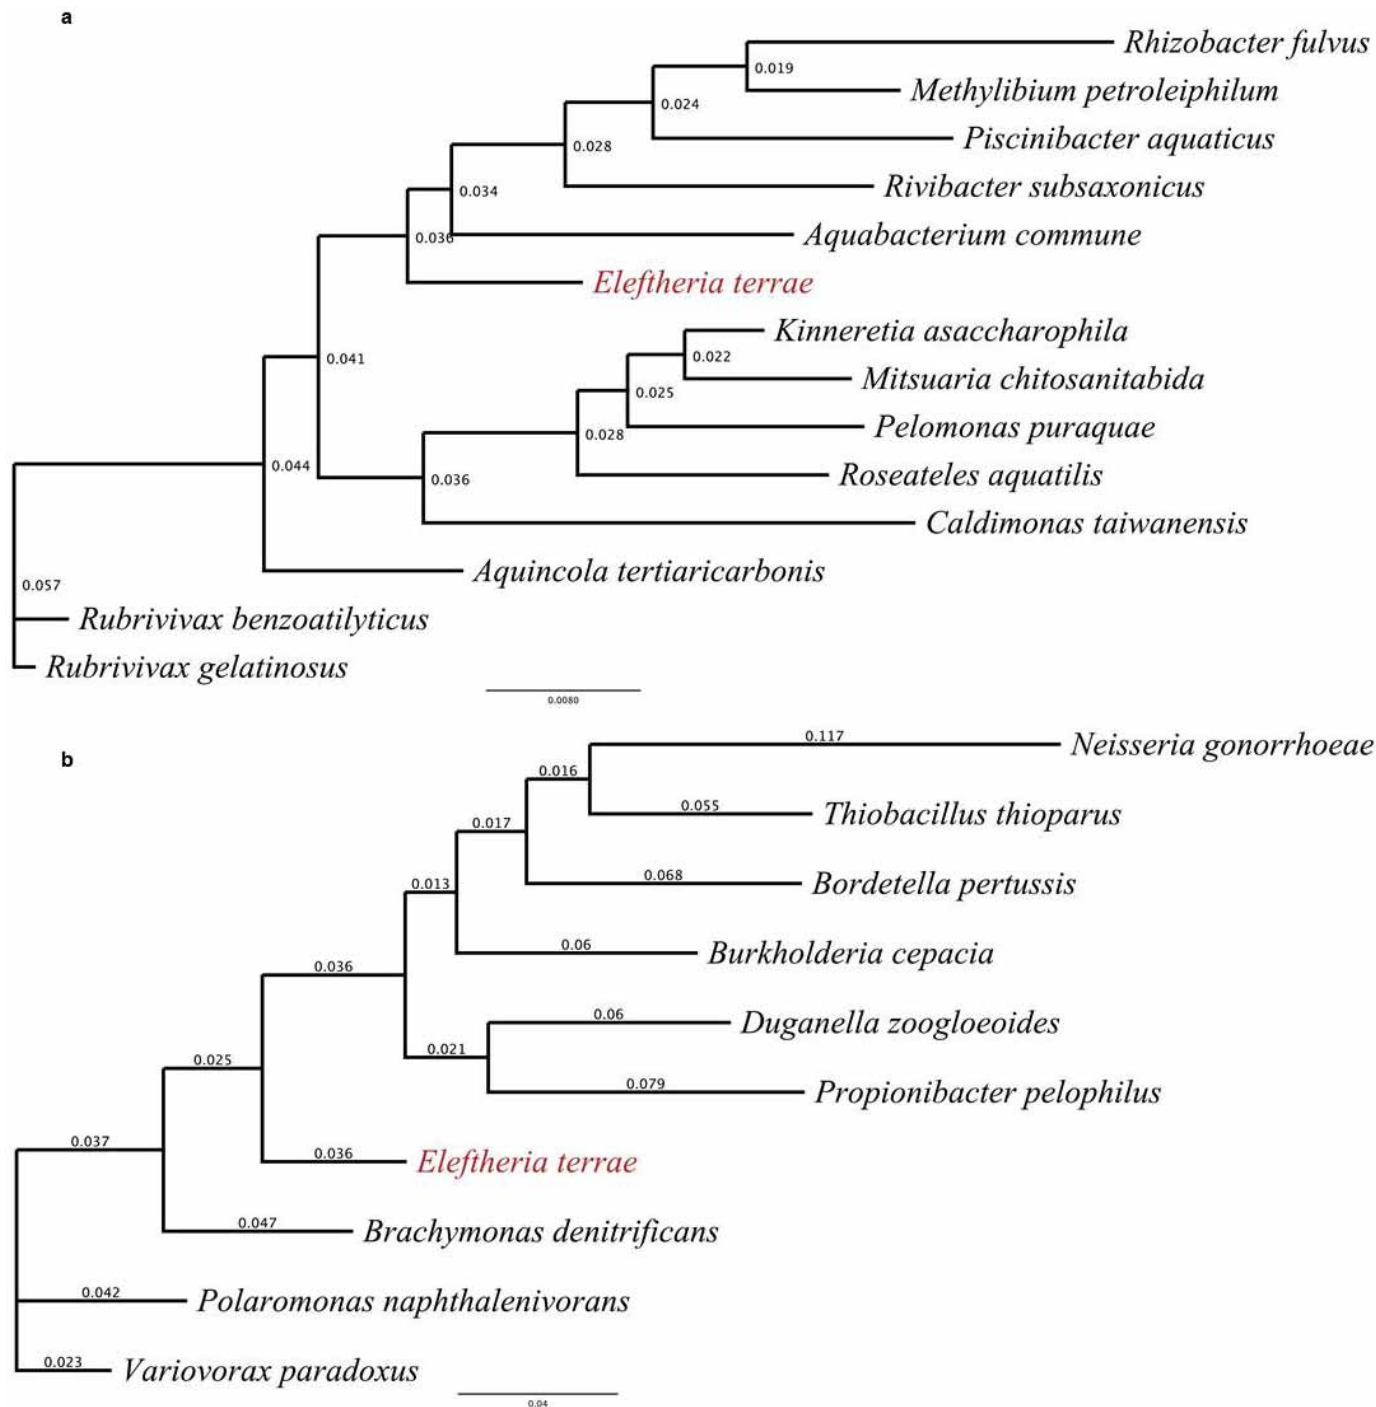 a
Rhizobacter fulvus
0.019
Methylibium petroleiphilum
0.024
Piscinibacter aquaticus
0.028
Rivibacter subsaxonicus
0.034
Aquabacterium commune
0.036
Eleftheria terrae
Kinneretia asaccharophila
0.022
0.041
Mitsuaria chitosanitabida
0.025
Pelomonas puraquae
0.028
0.044
Roseateles aquatilis
0.036
Caldimonas taiwanensis
Aquincola tertiaricarbonis
0.057
Rubrivivax benzoatilyticus
Rubrivivax gelatinosus
0.0080
b
0.117
Neisseria gonorrhoeae
0.016
0.055
Thiobacillus thioparus
0.017
0.068
Bordetella pertussis
0.013
0.06
Burkholderia cepacia
0.036
0.06
Duganella zoogloeoides
0.021
0.025
0.079
Propionibacter pelophilus
0.037
0.036
Eleftheria terrae
0.047
Brachymonas denitrificans
0.042
Polaromonas naphthalenivorans
0.023
Variovorax paradoxus
0.04